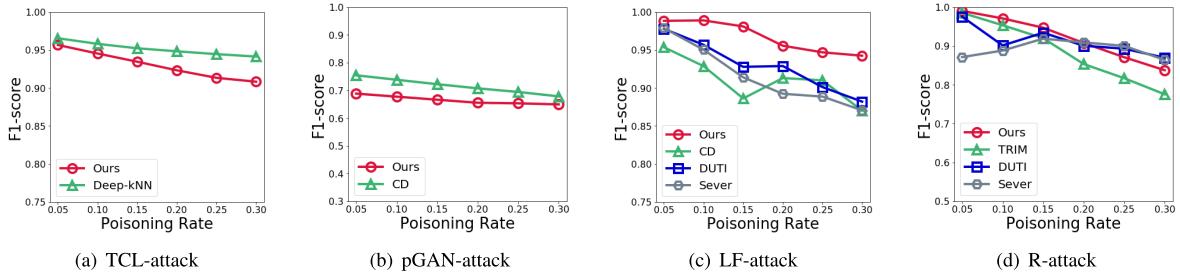 F1-score
1.00
0.95
0.90
0.85
0.80
0.75
Ours
Deep-kNN
0.05 0.10 0.15 0.20 0.25 0.30
Poisoning Rate
(a) TCL-attack
F1-score
1.0
0.9
0.8
0.7
0.6
0.5
0.4
0.3
Ours
CD
0.05 0.10 0.15 0.20 0.25 0.30
Poisoning Rate
(b) pGAN-attack
F1-score
1.00
0.95
0.90
0.85
0.80
0.75
Ours
CD
DUTI
Sever
0.05 0.10 0.15 0.20 0.25 0.30
Poisoning Rate
(c) LF-attack
F1-score
1.0
0.9
0.8
0.7
0.6
0.5
Ours
TRIM
DUTI
Sever
0.05 0.10 0.15 0.20 0.25 0.30
Poisoning Rate
(d) R-attack